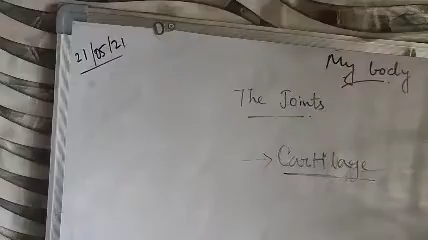 21/05/21
My body
The Joints
→ Cartilage